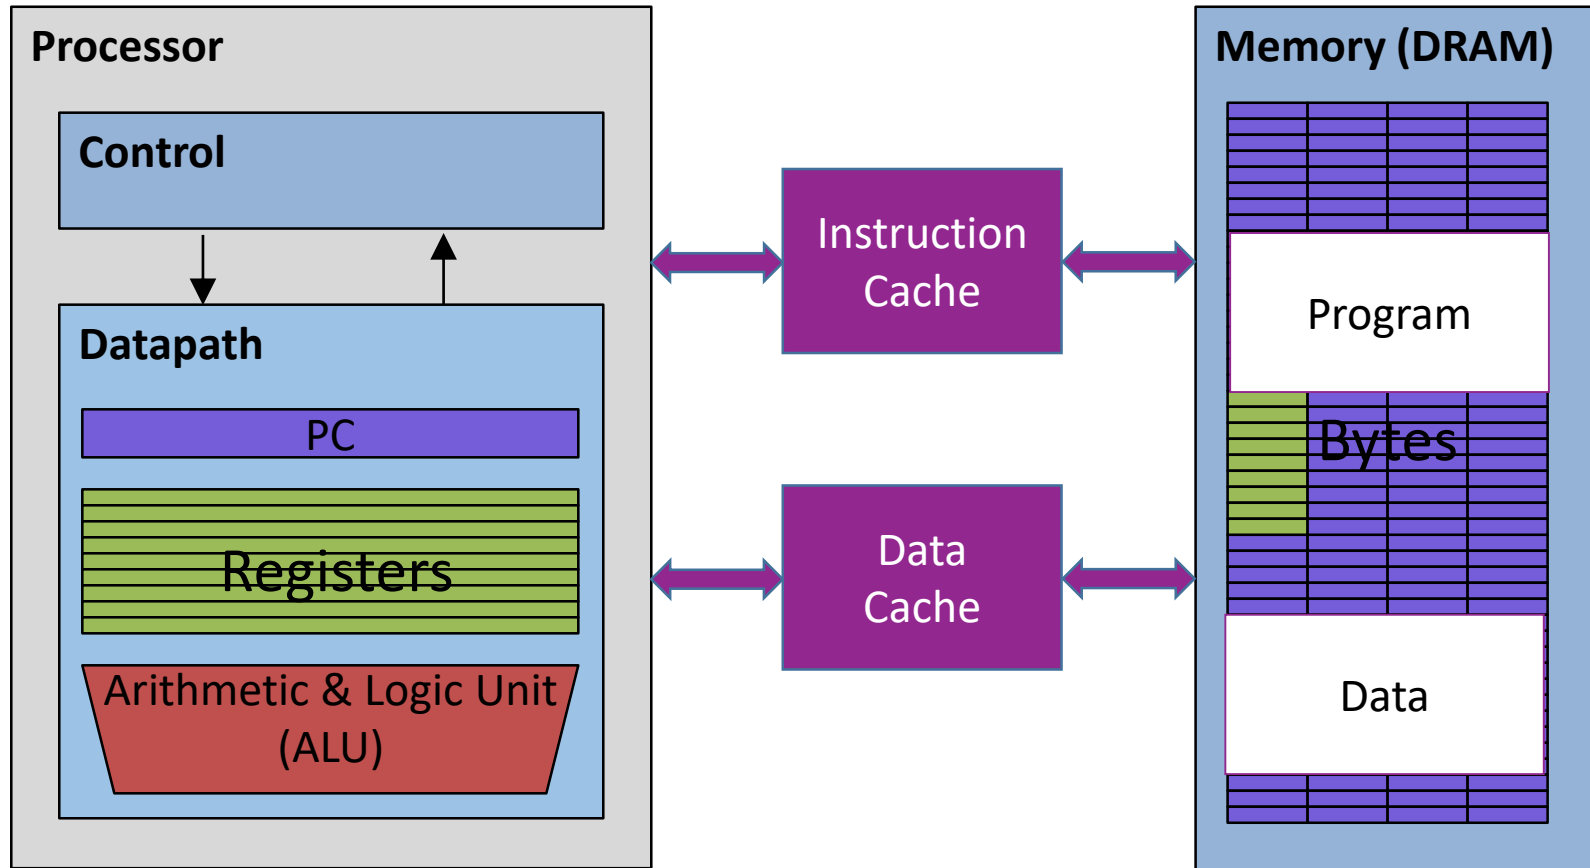 Processor
Control
Datapath
PC
Registers
Arithmetic & Logic Unit
(ALU)
Instruction
Cache
Data
Cache
Memory (DRAM)
Program
Bytes
Data